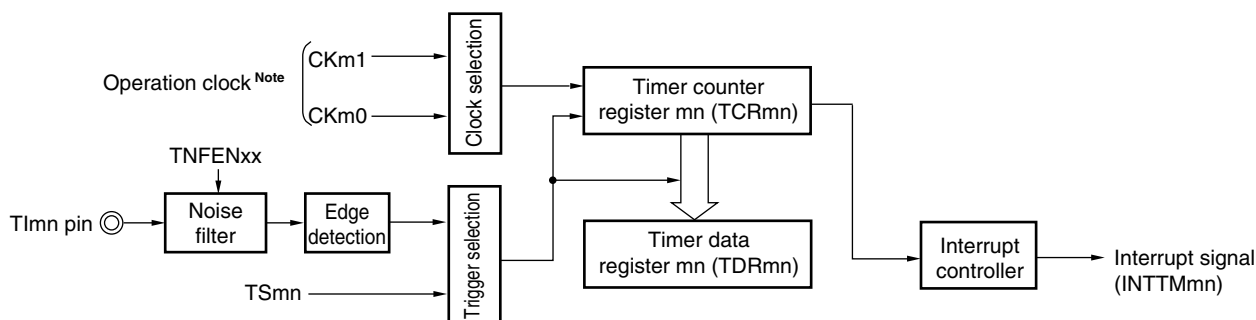 CKm1
Operation clock Note
CKm0
Clock selection
Timer counter
register mn (TCRmn)
TNFENxx
TImn pin
Noise
filter
Edge
detection
TSmn
Trigger selection
Timer data
register mn (TDRmn)
Interrupt
controller
Interrupt signal
(INTTMmn)